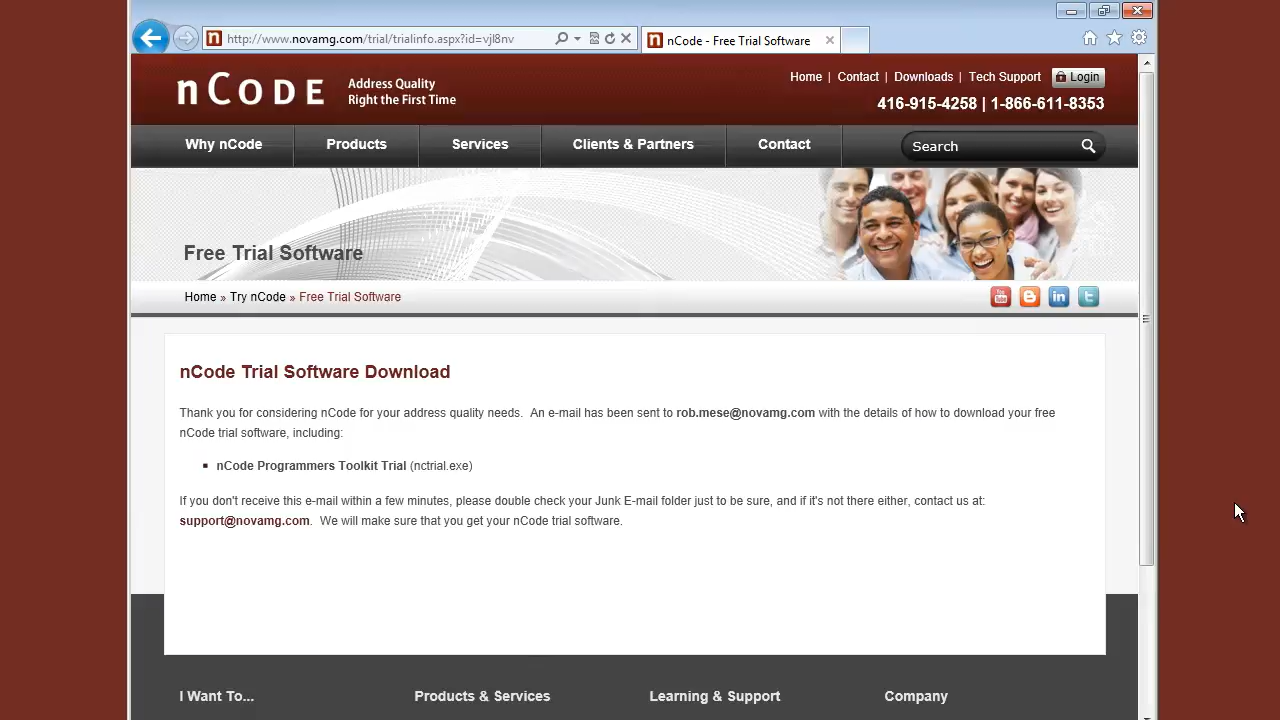 http://www.novamg.com/trial/trialinfo.aspx?id=vjl8nv
nCode - Free Trial Software
nCODE
Address Quality
Right the First Time
Home | Contact | Downloads | Tech Support Login
416-915-4258 | 1-866-611-8353
Why nCode Products Services Clients & Partners Contact Search
Free Trial Software
Home » Try nCode » Free Trial Software
You Tube
in
t
nCode Trial Software Download
Thank you for considering nCode for your address quality needs. An e-mail has been sent to rob.mese@novamg.com with the details of how to download your free
nCode trial software, including:
nCode Programmers Toolkit Trial (nctrial.exe)
If you don't receive this e-mail within a few minutes, please double check your Junk E-mail folder just to be sure, and if it's not there either, contact us at:
support@novamg.com. We will make sure that you get your nCode trial software.
I Want To... Products & Services Learning & Support Company